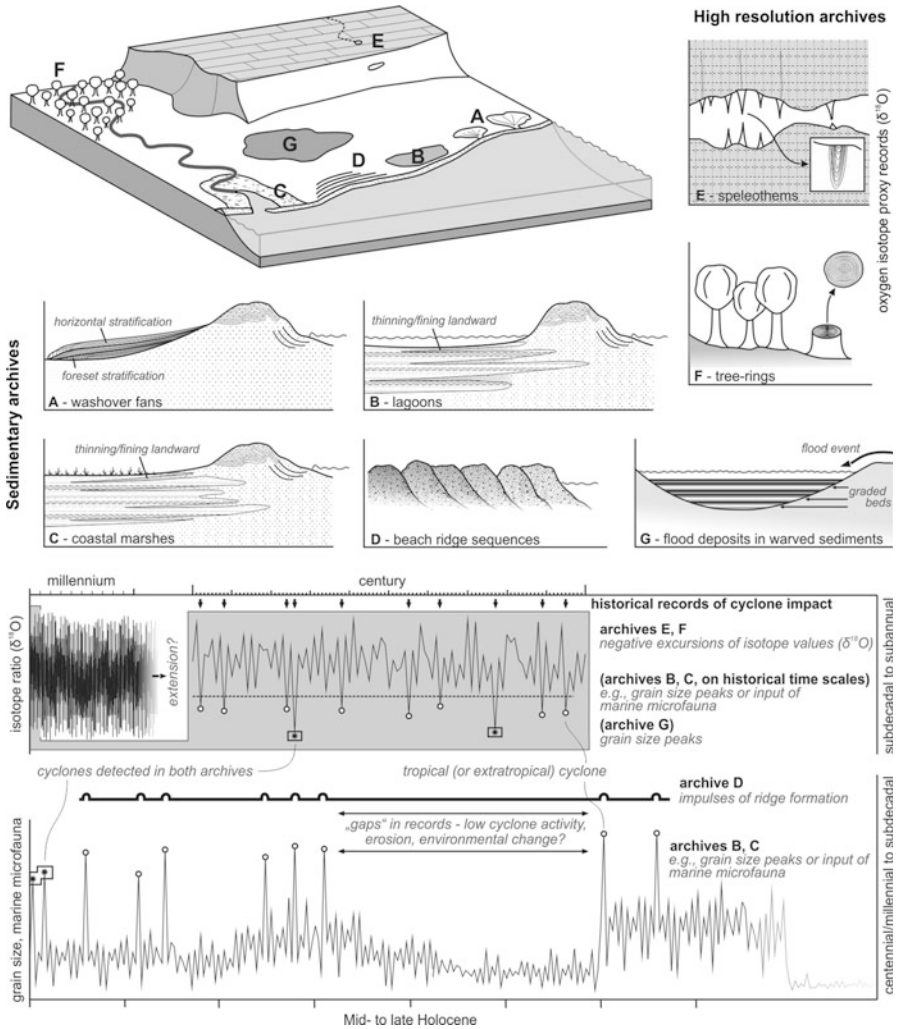 High resolution archives
F
E
A
G
D
B
C
E - speleothems
oxygen isotope proxy records (δ¹⁸O)
F - tree-rings
Sedimentary archives
horizontal stratification
foreset stratification
A - washover fans
thinning/fining landward
B - lagoons
thinning/fining landward
C - coastal marshes
D - beach ridge sequences
flood event
graded
beds
G - flood deposits in warved sediments
millennium
century
isotope ratio (δ¹⁸O)
extension?
historical records of cyclone impact
archives E, F
negative excursions of isotope values (δ¹⁸O)
(archives B, C, on historical time scales)
e.g., grain size peaks or input of
marine microfauna
(archive G)
grain size peaks
subdecadal to subannual
cyclones detected in both archives
tropical (or extratropical) cyclone
archive D
impulses of ridge formation
„gaps“ in records - low cyclone activity,
erosion, environmental change?
archives B, C
e.g., grain size peaks or input of
marine microfauna
grain size, marine microfauna
centennial/millennial to subdecadal
Mid- to late Holocene